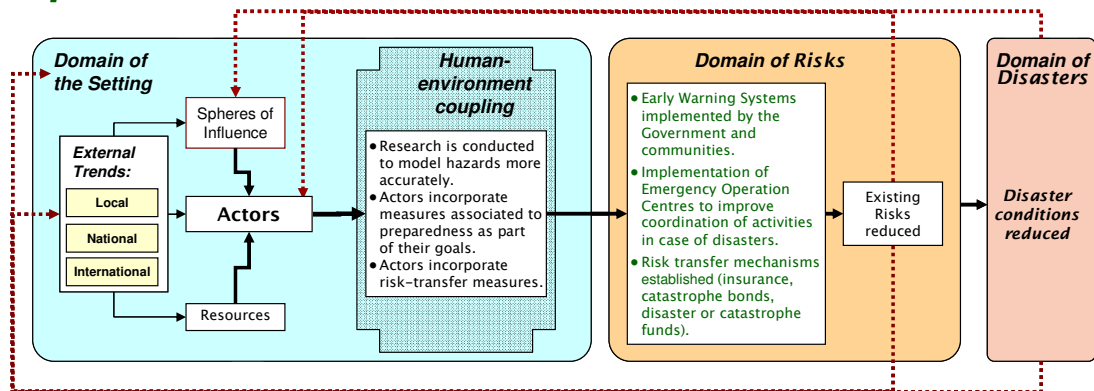 Domain of
the Setting
Spheres of
Influence
External
Trends:
Local
National
International
Actors
Resources
Human-
environment
coupling
● Research is conducted
to model hazards more
accurately.
● Actors incorporate
measures associated to
preparedness as part
of their goals.
● Actors incorporate
risk-transfer measures.
Domain of Risks
● Early Warning Systems
implemented by the
Government and
communities.
● Implementation of
Emergency Operation
Centres to improve
coordination of activities
in case of disasters.
● Risk transfer mechanisms
established (insurance,
catastrophe bonds,
disaster or catastrophe
funds).
Existing
Risks
reduced
Domain of
Disasters
Disaster
conditions
reduced